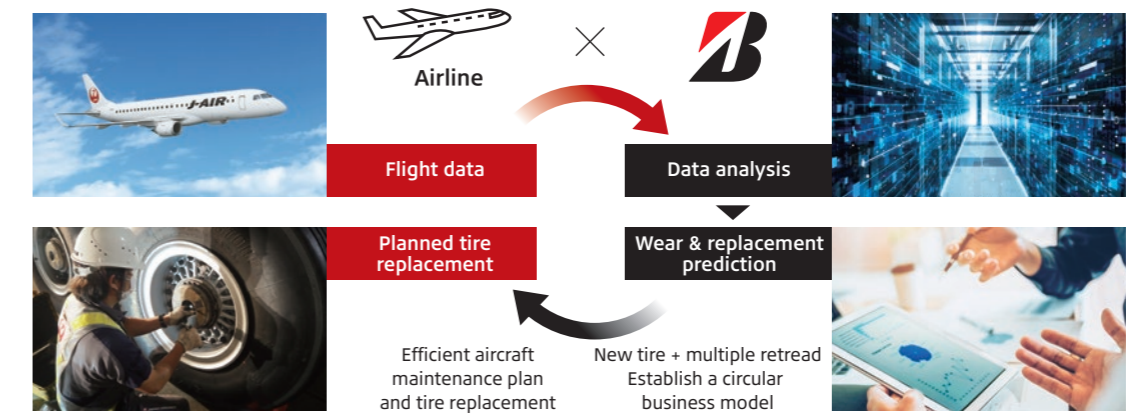 J-AIR
Airline
B
Flight data
Data analysis
Planned tire
replacement
Wear & replacement
prediction
Efficient aircraft
maintenance plan
and tire replacement
New tire + multiple retread
Establish a circular
business model